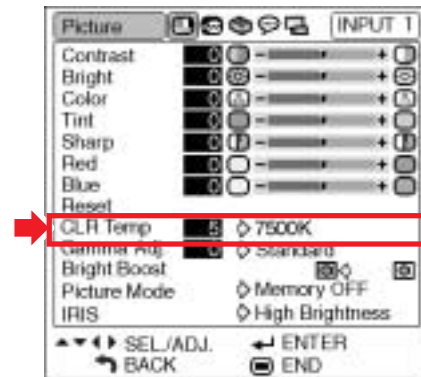 Picture INPUT 1
Contrast 0 - +
Bright 0 - +
Color 0 - +
Tint 0 - +
Sharp 0 - +
Red 0 - +
Blue 0 - +
Reset
CLR Temp 5 7500K
Gamma Adj 0 Standard
Bright Boost
Picture Mode Memory OFF
IRIS High Brightness
SEL./ADJ. ENTER
BACK END